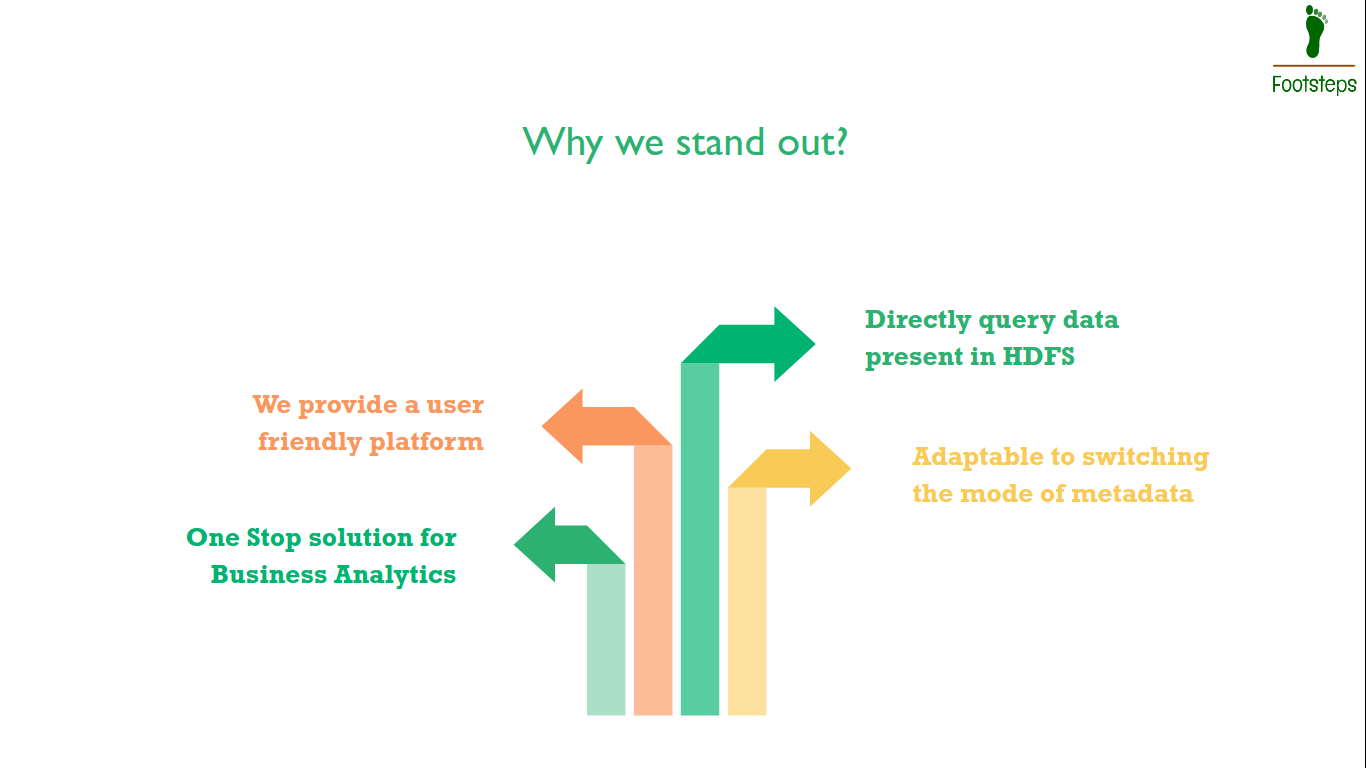 Footsteps
Why we stand out?
Directly query data
present in HDFS
We provide a user
friendly platform
Adaptable to switching
the mode of metadata
One Stop solution for
Business Analytics